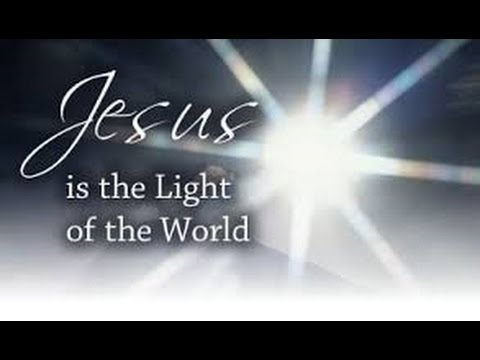 Jesus
is the Light
of the World